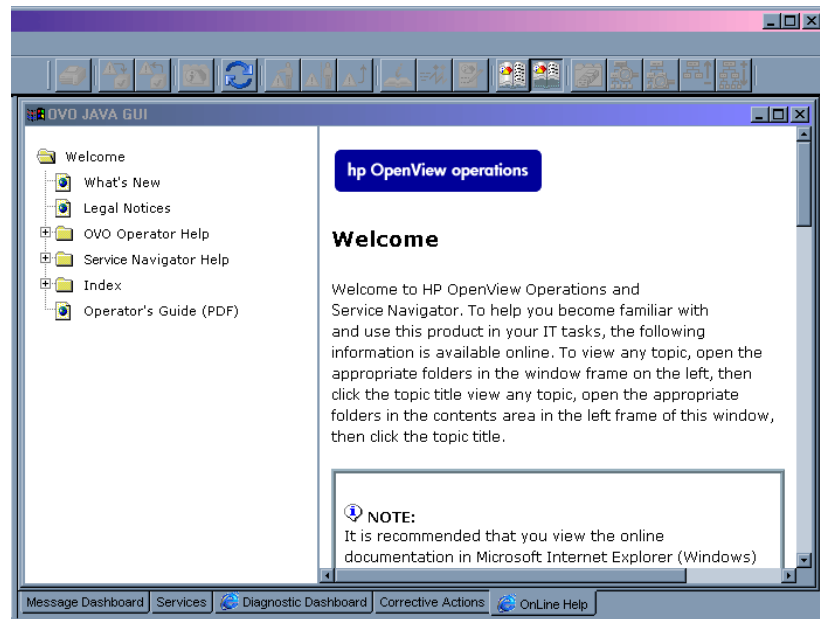 OVO JAVA GUI
Welcome
What's New
Legal Notices
OVO Operator Help
Service Navigator Help
Index
Operator's Guide (PDF)
hp OpenView operations
Welcome
Welcome to HP OpenView Operations and
Service Navigator. To help you become familiar with
and use this product in your IT tasks, the following
information is available online. To view any topic, open the
appropriate folders in the window frame on the left, then
click the topic title view any topic, open the appropriate
folders in the contents area in the left frame of this window,
then click the topic title.
NOTE:
It is recommended that you view the online
documentation in Microsoft Internet Explorer (Windows)
Message Dashboard Services Diagnostic Dashboard Corrective Actions OnLine Help